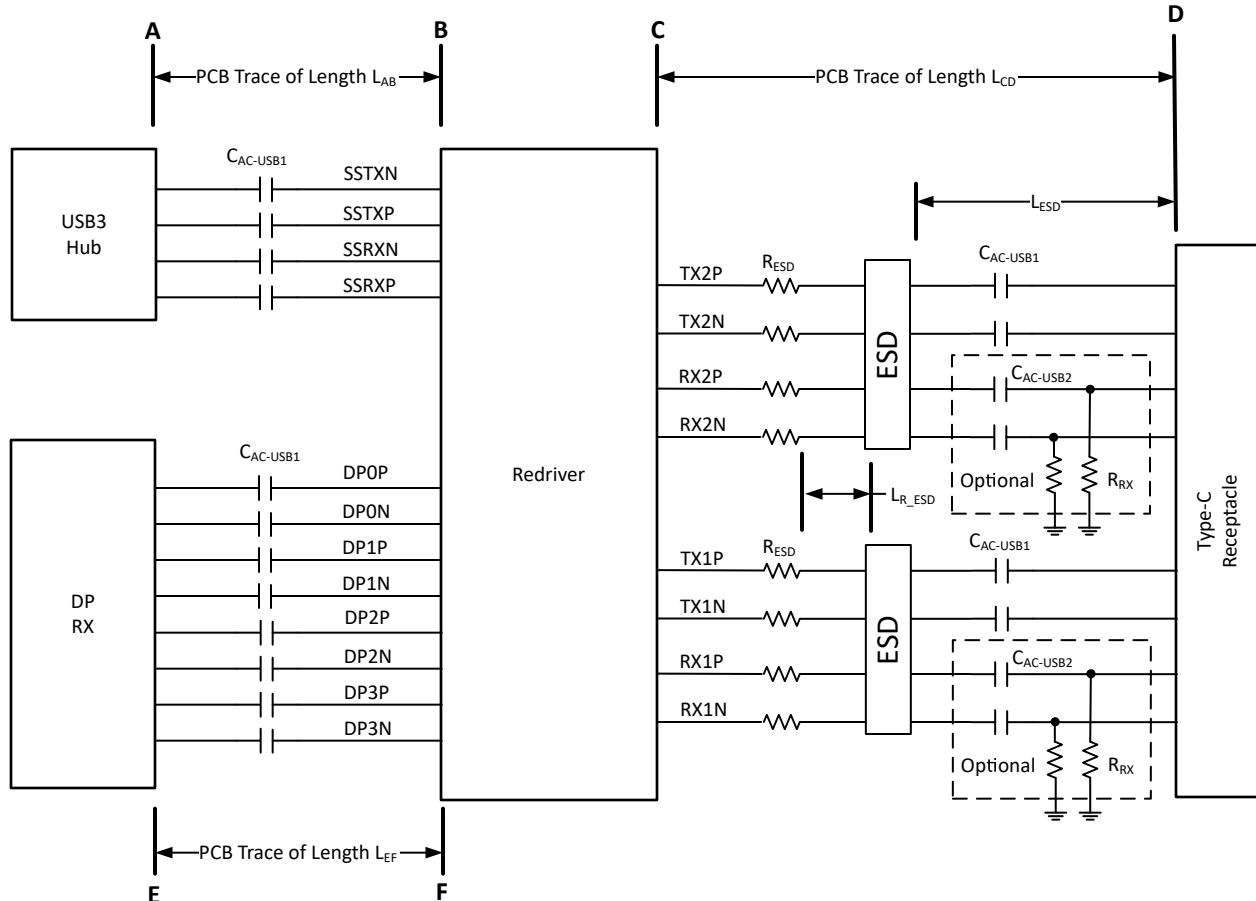 A
B
C
D
PCB Trace of Length LAB
PCB Trace of Length LCD
CAC-USB1
SSTXN
SSTXP
SSRXN
SSRXP
USB3
Hub
LESD
TX2P
RESD
CAC-USB1
TX2N
RX2P
CAC-USB2
RX2N
ESD
Optional
RRX
LR_ESD
Redriver
Type-C
Receptacle
CAC-USB1
DP0P
DP0N
DP1P
DP1N
DP2P
DP2N
DP3P
DP3N
DP
RX
TX1P
RESD
CAC-USB1
TX1N
RX1P
CAC-USB2
RX1N
ESD
Optional
RRX
PCB Trace of Length LEF
E
F